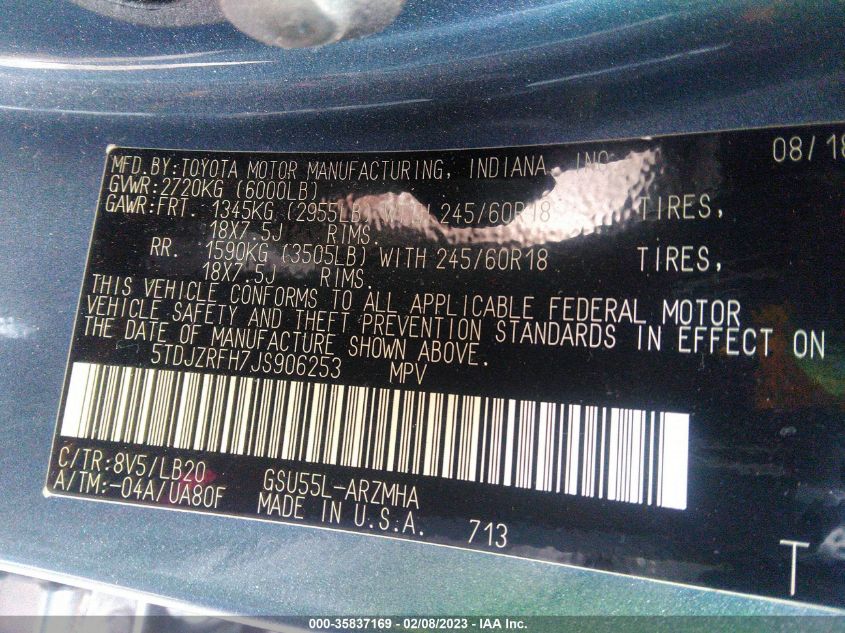 08/18
MFD.BY:TOYOTA MOTOR MANUFACTURING, INDIANA, INC.
GVWR:2720KG (6000LB)
GAWR:FRT. 1345KG (2955LB) WITH 245/60R18 TIRES,
18X7.5J RIMS.
RR. 1590KG (3505LB) WITH 245/60R18 TIRES,
18X7.5J RIMS.
THIS VEHICLE CONFORMS TO ALL APPLICABLE FEDERAL MOTOR
VEHICLE SAFETY AND THEFT PREVENTION STANDARDS IN EFFECT ON
THE DATE OF MANUFACTURE SHOWN ABOVE.
5TDJZRFH7JS906253 MPV
C/TR:8V5/LB20 GSU55L-ARZMHA
A/TM:-04A/UA80F MADE IN U.S.A. 713
T
000-35837169 - 02/08/2023 - IAA Inc.